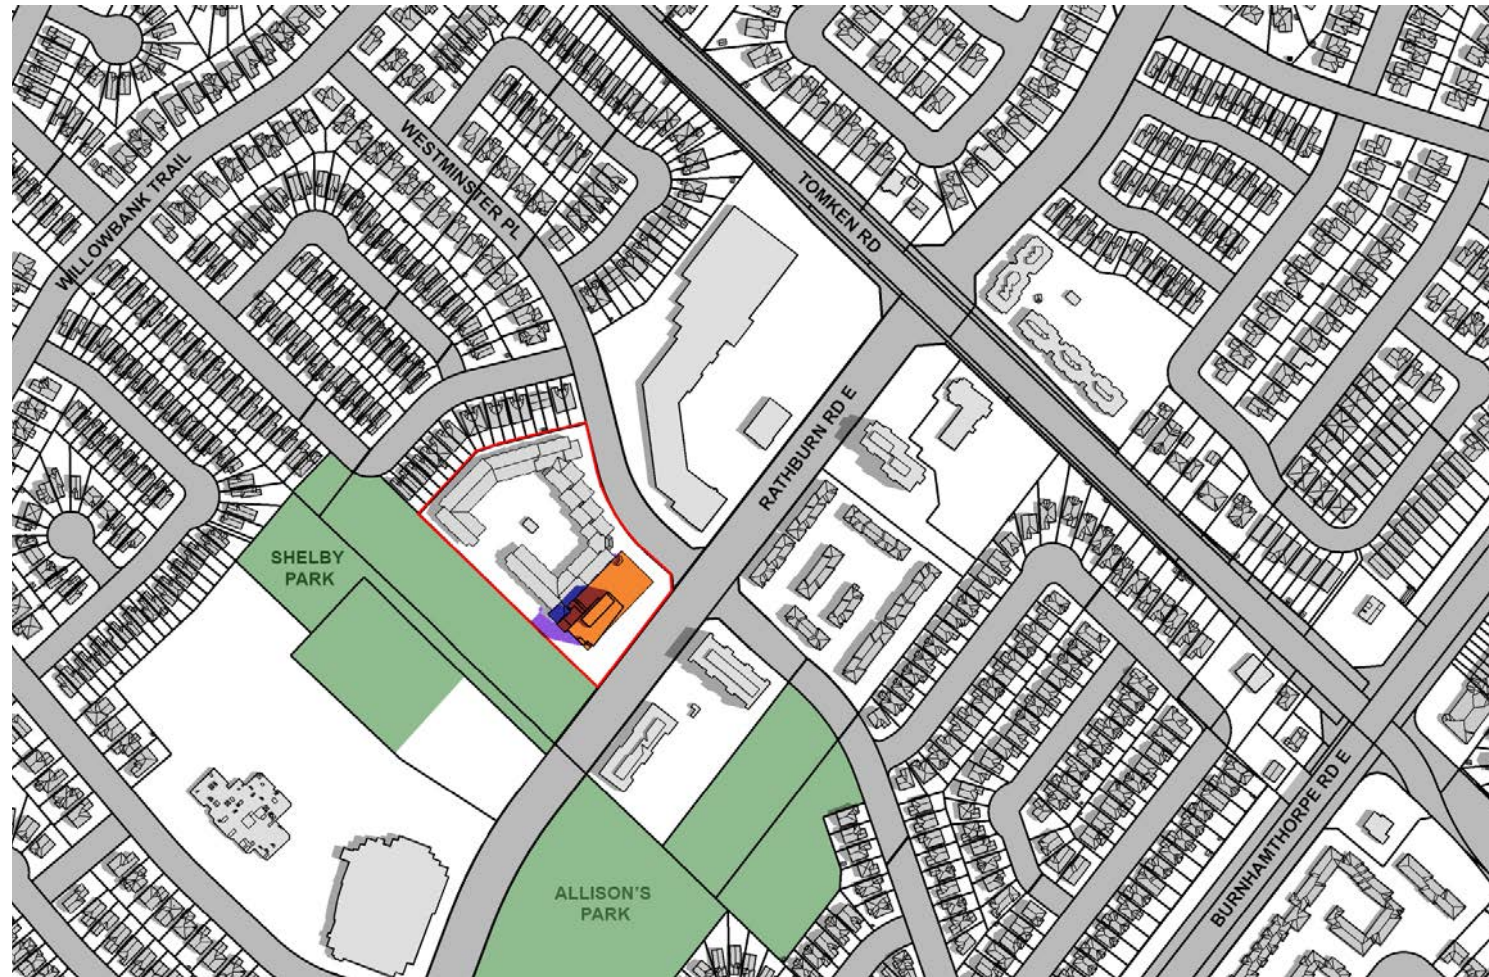 WESTMINSTER PL
WILLOWBANK TRAIL
TOMKEN RD
RATHBURN RD E
SHELBY
PARK
ALLISON'S
PARK
BURNHAMTHORPE RD E